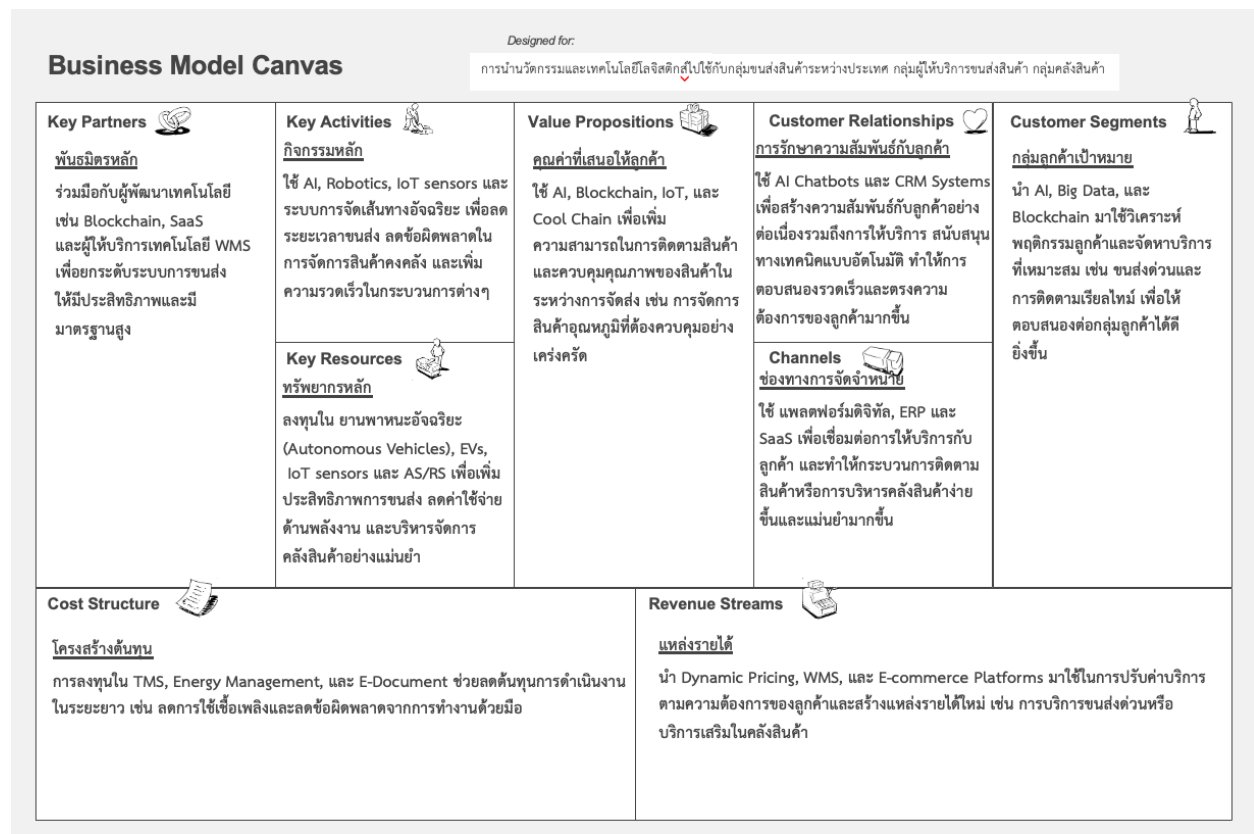 Designed for:
Business Model Canvas
การนำนวัตกรรมและเทคโนโลยีโลจิสติกส์ไปใช้กับกลุ่มขนส่งสินค้าระหว่างประเทศ กลุ่มผู้ให้บริการขนส่งสินค้า กลุ่มคลังสินค้า
Key Partners
พันธมิตรหลัก
ร่วมมือกับผู้พัฒนาเทคโนโลยี
เช่น Blockchain, SaaS
และผู้ให้บริการเทคโนโลยี WMS
เพื่อยกระดับระบบการขนส่ง
ให้มีประสิทธิภาพและมี
มาตรฐานสูง
Key Activities
กิจกรรมหลัก
ใช้ AI, Robotics, IoT sensors และ
ระบบการจัดเส้นทางอัจฉริยะ เพื่อลด
ระยะเวลาขนส่ง ลดข้อผิดพลาดใน
การจัดการสินค้าคงคลัง และเพิ่ม
ความรวดเร็วในกระบวนการต่างๆ
Key Resources
ทรัพยากรหลัก
ลงทุนใน ยานพาหนะอัจฉริยะ
(Autonomous Vehicles), EVs,
IoT sensors และ AS/RS เพื่อเพิ่ม
ประสิทธิภาพการขนส่ง ลดค่าใช้จ่าย
ด้านพลังงาน และบริหารจัดการ
คลังสินค้าอย่างแม่นยำ
Value Propositions
คุณค่าที่เสนอให้ลูกค้า
ใช้ AI, Blockchain, IoT, และ
Cool Chain เพื่อเพิ่ม
ความสามารถในการติดตามสินค้า
และควบคุมคุณภาพของสินค้าใน
ระหว่างการจัดส่ง เช่น การจัดการ
สินค้าอุณหภูมิที่ต้องควบคุมอย่าง
เคร่งครัด
Customer Relationships
การรักษาความสัมพันธ์กับลูกค้า
ใช้ AI Chatbots และ CRM Systems
เพื่อสร้างความสัมพันธ์กับลูกค้าอย่าง
ต่อเนื่องรวมถึงการให้บริการ สนับสนุน
ทางเทคนิคแบบอัตโนมัติ ทำให้การ
ตอบสนองรวดเร็วและตรงความ
ต้องการของลูกค้ามากขึ้น
Channels
ช่องทางการจัดจำหน่าย
ใช้ แพลตฟอร์มดิจิทัล, ERP และ
SaaS เพื่อเชื่อมต่อการให้บริการกับ
ลูกค้า และทำให้กระบวนการติดตาม
สินค้าหรือการบริหารคลังสินค้าง่าย
ขึ้นและแม่นยำมากขึ้น
Customer Segments
กลุ่มลูกค้าเป้าหมาย
นำ AI, Big Data, และ
Blockchain มาใช้วิเคราะห์
พฤติกรรมลูกค้าและจัดหาบริการ
ที่เหมาะสม เช่น ขนส่งด่วนและ
การติดตามเรียลไทม์ เพื่อให้
ตอบสนองต่อกลุ่มลูกค้าได้ดี
ยิ่งขึ้น
Cost Structure
โครงสร้างต้นทุน
การลงทุนใน TMS, Energy Management, และ E-Document ช่วยลดต้นทุนการดำเนินงาน
ในระยะยาว เช่น ลดการใช้เชื้อเพลิงและลดข้อผิดพลาดจากการทำงานด้วยมือ
Revenue Streams
แหล่งรายได้
นำ Dynamic Pricing, WMS, และ E-commerce Platforms มาใช้ในการปรับค่าบริการ
ตามความต้องการของลูกค้าและสร้างแหล่งรายได้ใหม่ เช่น การบริการขนส่งด่วนหรือ
บริการเสริมในคลังสินค้า